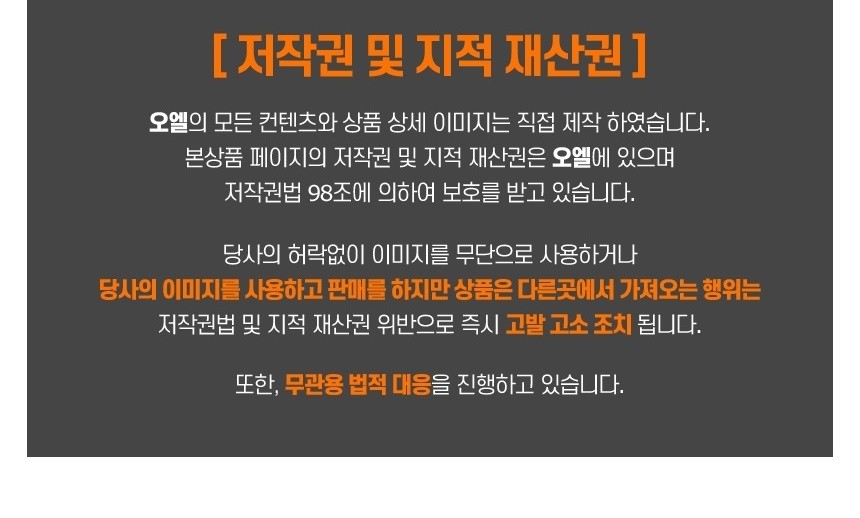 [ 저작권 및 지적 재산권 ]
오엘의 모든 컨텐츠와 상품 상세 이미지는 직접 제작 하였습니다.
본상품 페이지의 저작권 및 지적 재산권은 오엘에 있으며
저작권법 98조에 의하여 보호를 받고 있습니다.
당사의 허락없이 이미지를 무단으로 사용하거나
당사의 이미지를 사용하고 판매를 하지만 상품은 다른곳에서 가져오는 행위는
저작권법 및 지적 재산권 위반으로 즉시 고발 고소 조치 됩니다.
또한, 무관용 법적 대응을 진행하고 있습니다.